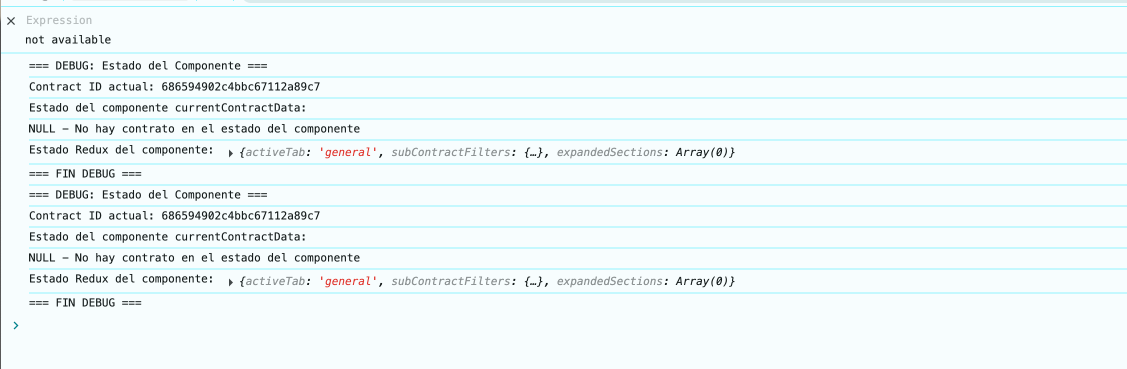 Expression
not available
=== DEBUG: Estado del Componente ===
Contract ID actual: 686594902c4bbc67112a89c7
Estado del componente currentContractData:
NULL – No hay contrato en el estado del componente
Estado Redux del componente: {activeTab: 'general', subContractFilters: {…}, expandedSections: Array(0)}
=== FIN DEBUG ===
=== DEBUG: Estado del Componente ===
Contract ID actual: 686594902c4bbc67112a89c7
Estado del componente currentContractData:
NULL – No hay contrato en el estado del componente
Estado Redux del componente: {activeTab: 'general', subContractFilters: {…}, expandedSections: Array(0)}
=== FIN DEBUG ===